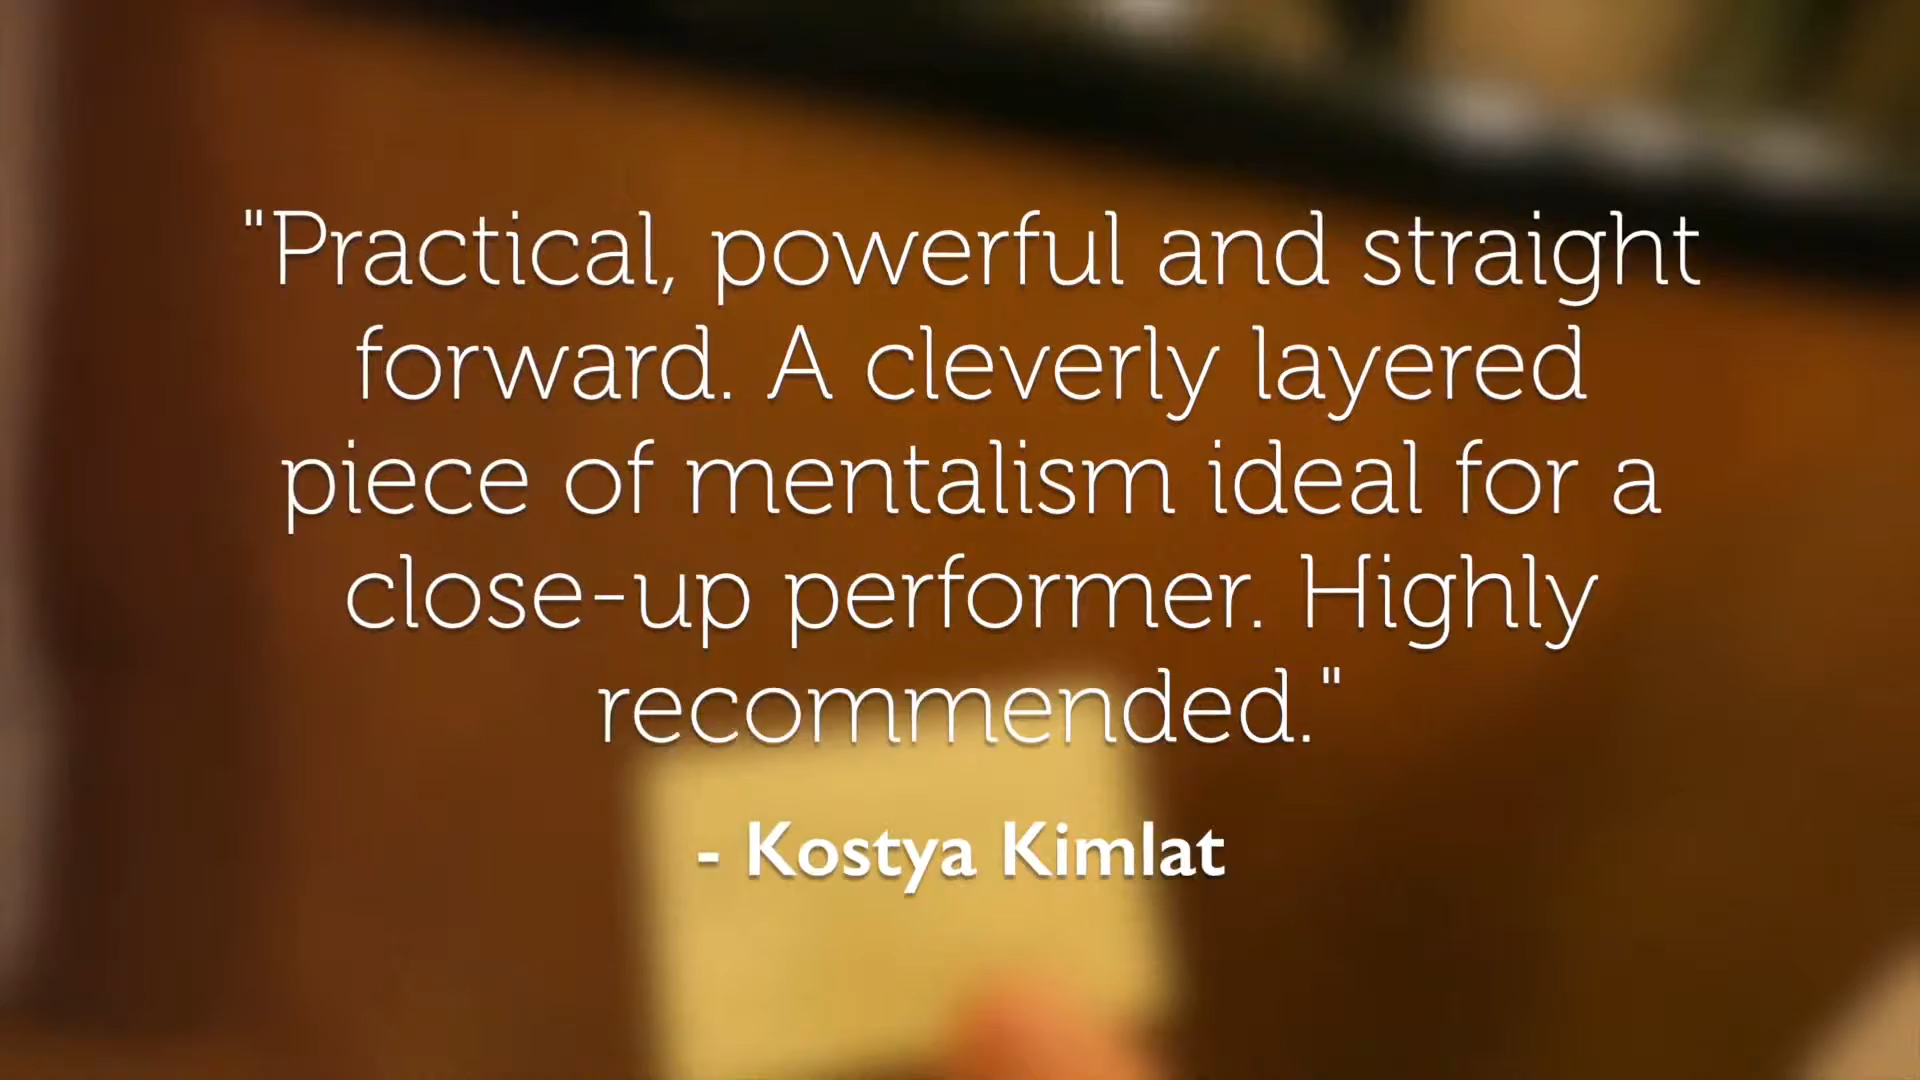 "Practical, powerful and straight
forward. A cleverly layered
piece of mentalism ideal for a
close-up performer. Highly
recommended."
- Kostya Kimlat